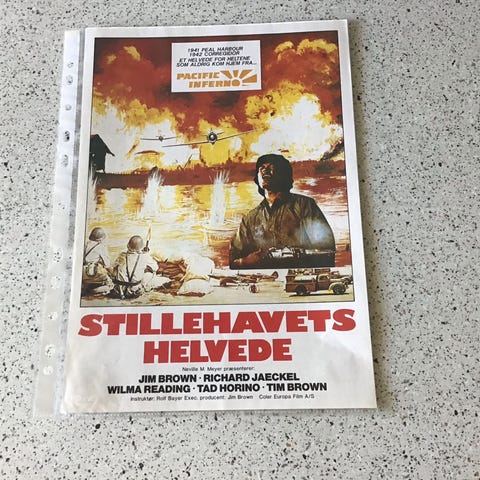 1941 PEAL HARBOUR
1942 CORREGIDOR
ET HELVEDE FOR HELTENE
SOM ALDRIG KOM HJEM FRA...
PACIFIC
INFERNO
STILLEHAVETS
HELVEDE
Neville M. Meyer præsenterer:
JIM BROWN · RICHARD JAECKEL
WILMA READING · TAD HORINO · TIM BROWN
Instruktør: Rolf Bayer Exec. producent: Jim Brown Coler Europa Film A/S